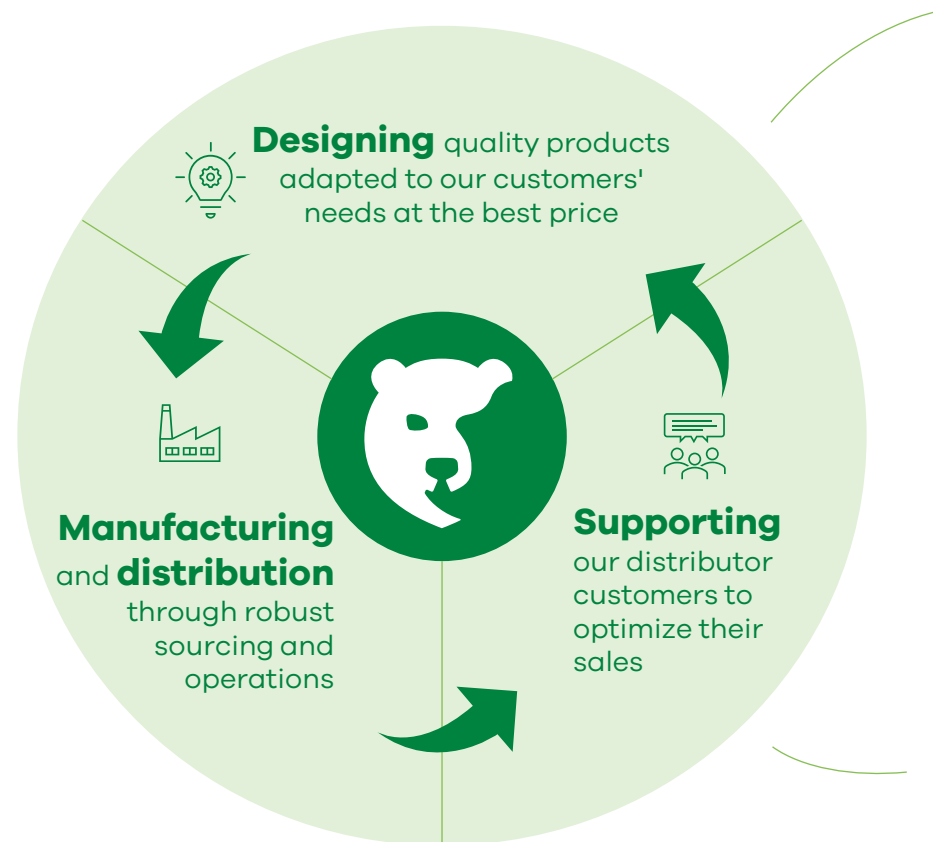 Designing quality products
adapted to our customers'
needs at the best price
Manufacturing
and distribution
through robust
sourcing and
operations
Supporting
our distributor
customers to
optimize their
sales